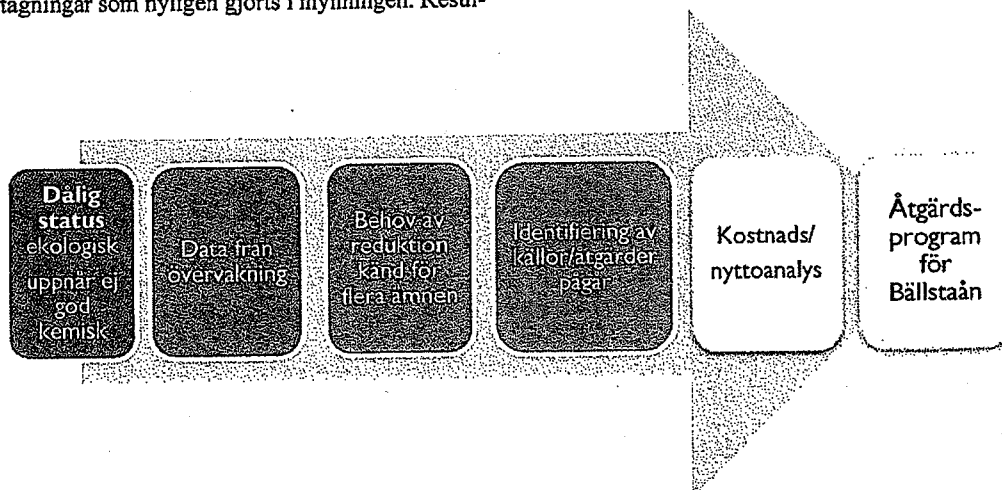 tagningar som nyligen gjorts i mynningen. Resul-
Dålig
status
ekologisk
uppnår ej
god
kemisk
Data från
övervakning
Behov av
reduktion
känd för
flera ämnen
Identifiering av
källor/åtgärder
pågår
Kostnads/
nyttoanalys
Åtgärds-
program
för
Bällstaån